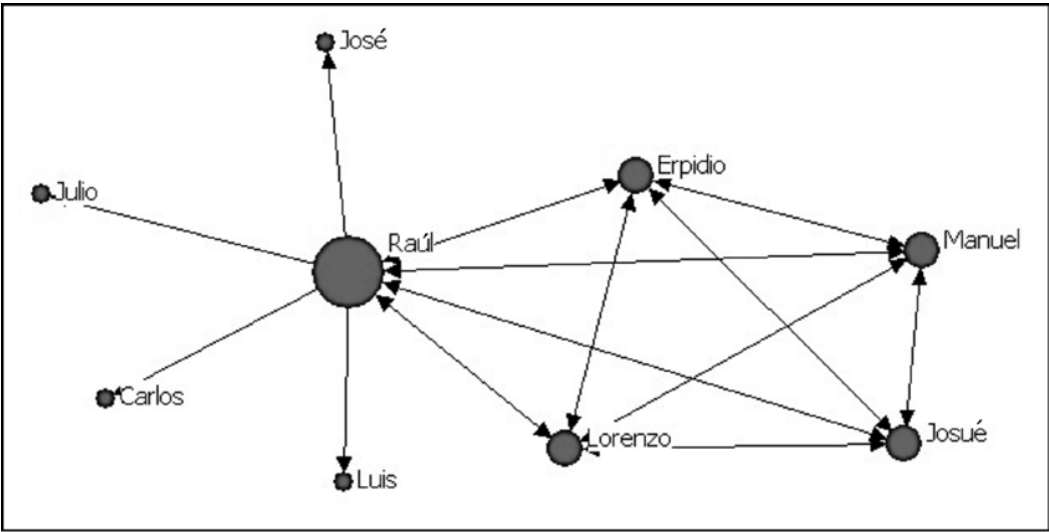 José
Erpidio
Julio
Raúl
Manuel
Carlos
Lorenzo
Josué
Luis